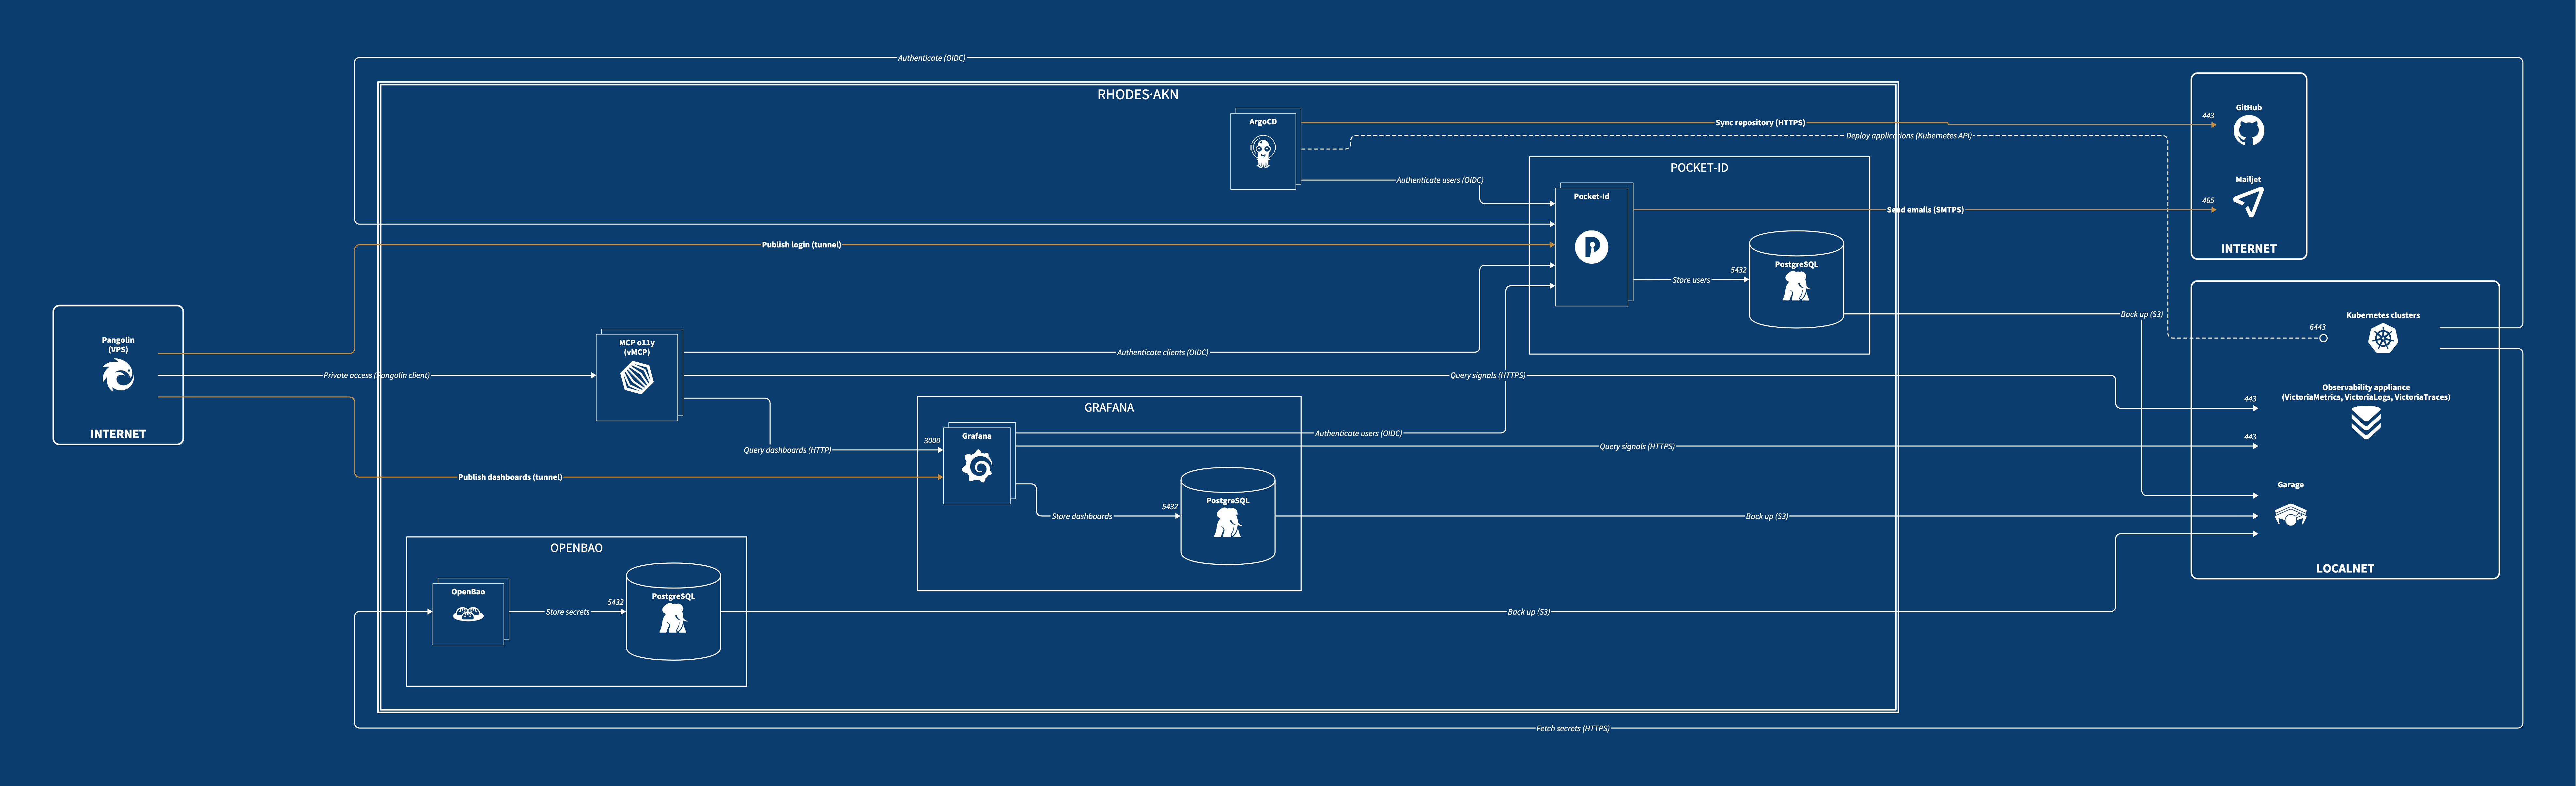 Authenticate (OIDC)
RHODES·AKN
ArgoCD
Sync repository (HTTPS)
Deploy applications (Kubernetes API)
443
GitHub
Authenticate users (OIDC)
POCKET-ID
Pocket-Id
Send emails (SMTPS)
465
Mailjet
INTERNET
Publish login (tunnel)
Store users
5432
PostgreSQL
Back up (S3)
Pangolin
(VPS)
INTERNET
Private access (Pangolin client)
MCP o11y
(vMCP)
Authenticate clients (OIDC)
Query signals (HTTPS)
6443
Kubernetes clusters
443
Observability appliance
(VictoriaMetrics, VictoriaLogs, VictoriaTraces)
443
GRAFANA
Query dashboards (HTTP)
3000
Grafana
Authenticate users (OIDC)
Query signals (HTTPS)
Publish dashboards (tunnel)
Store dashboards
5432
PostgreSQL
Back up (S3)
Garage
LOCALNET
OPENBAO
OpenBao
Store secrets
5432
PostgreSQL
Back up (S3)
Fetch secrets (HTTPS)